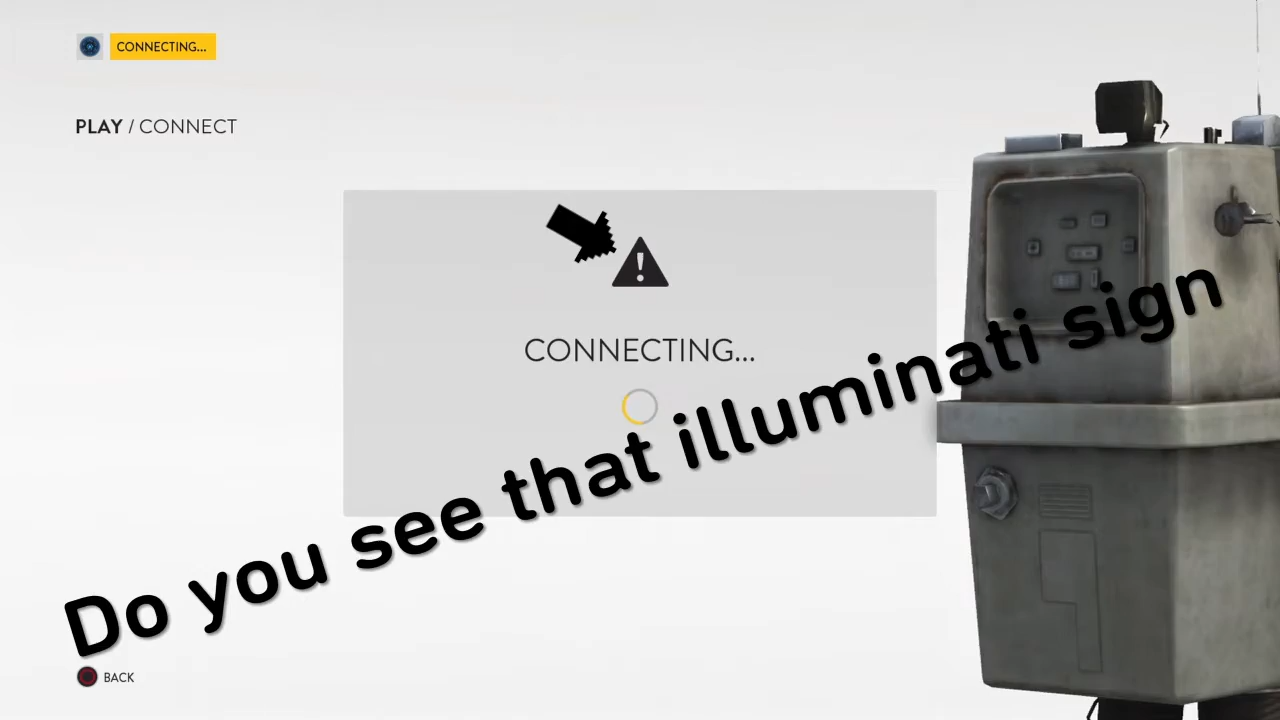 CONNECTING...
PLAY / CONNECT
CONNECTING...
Do you see that illuminati sign
BACK